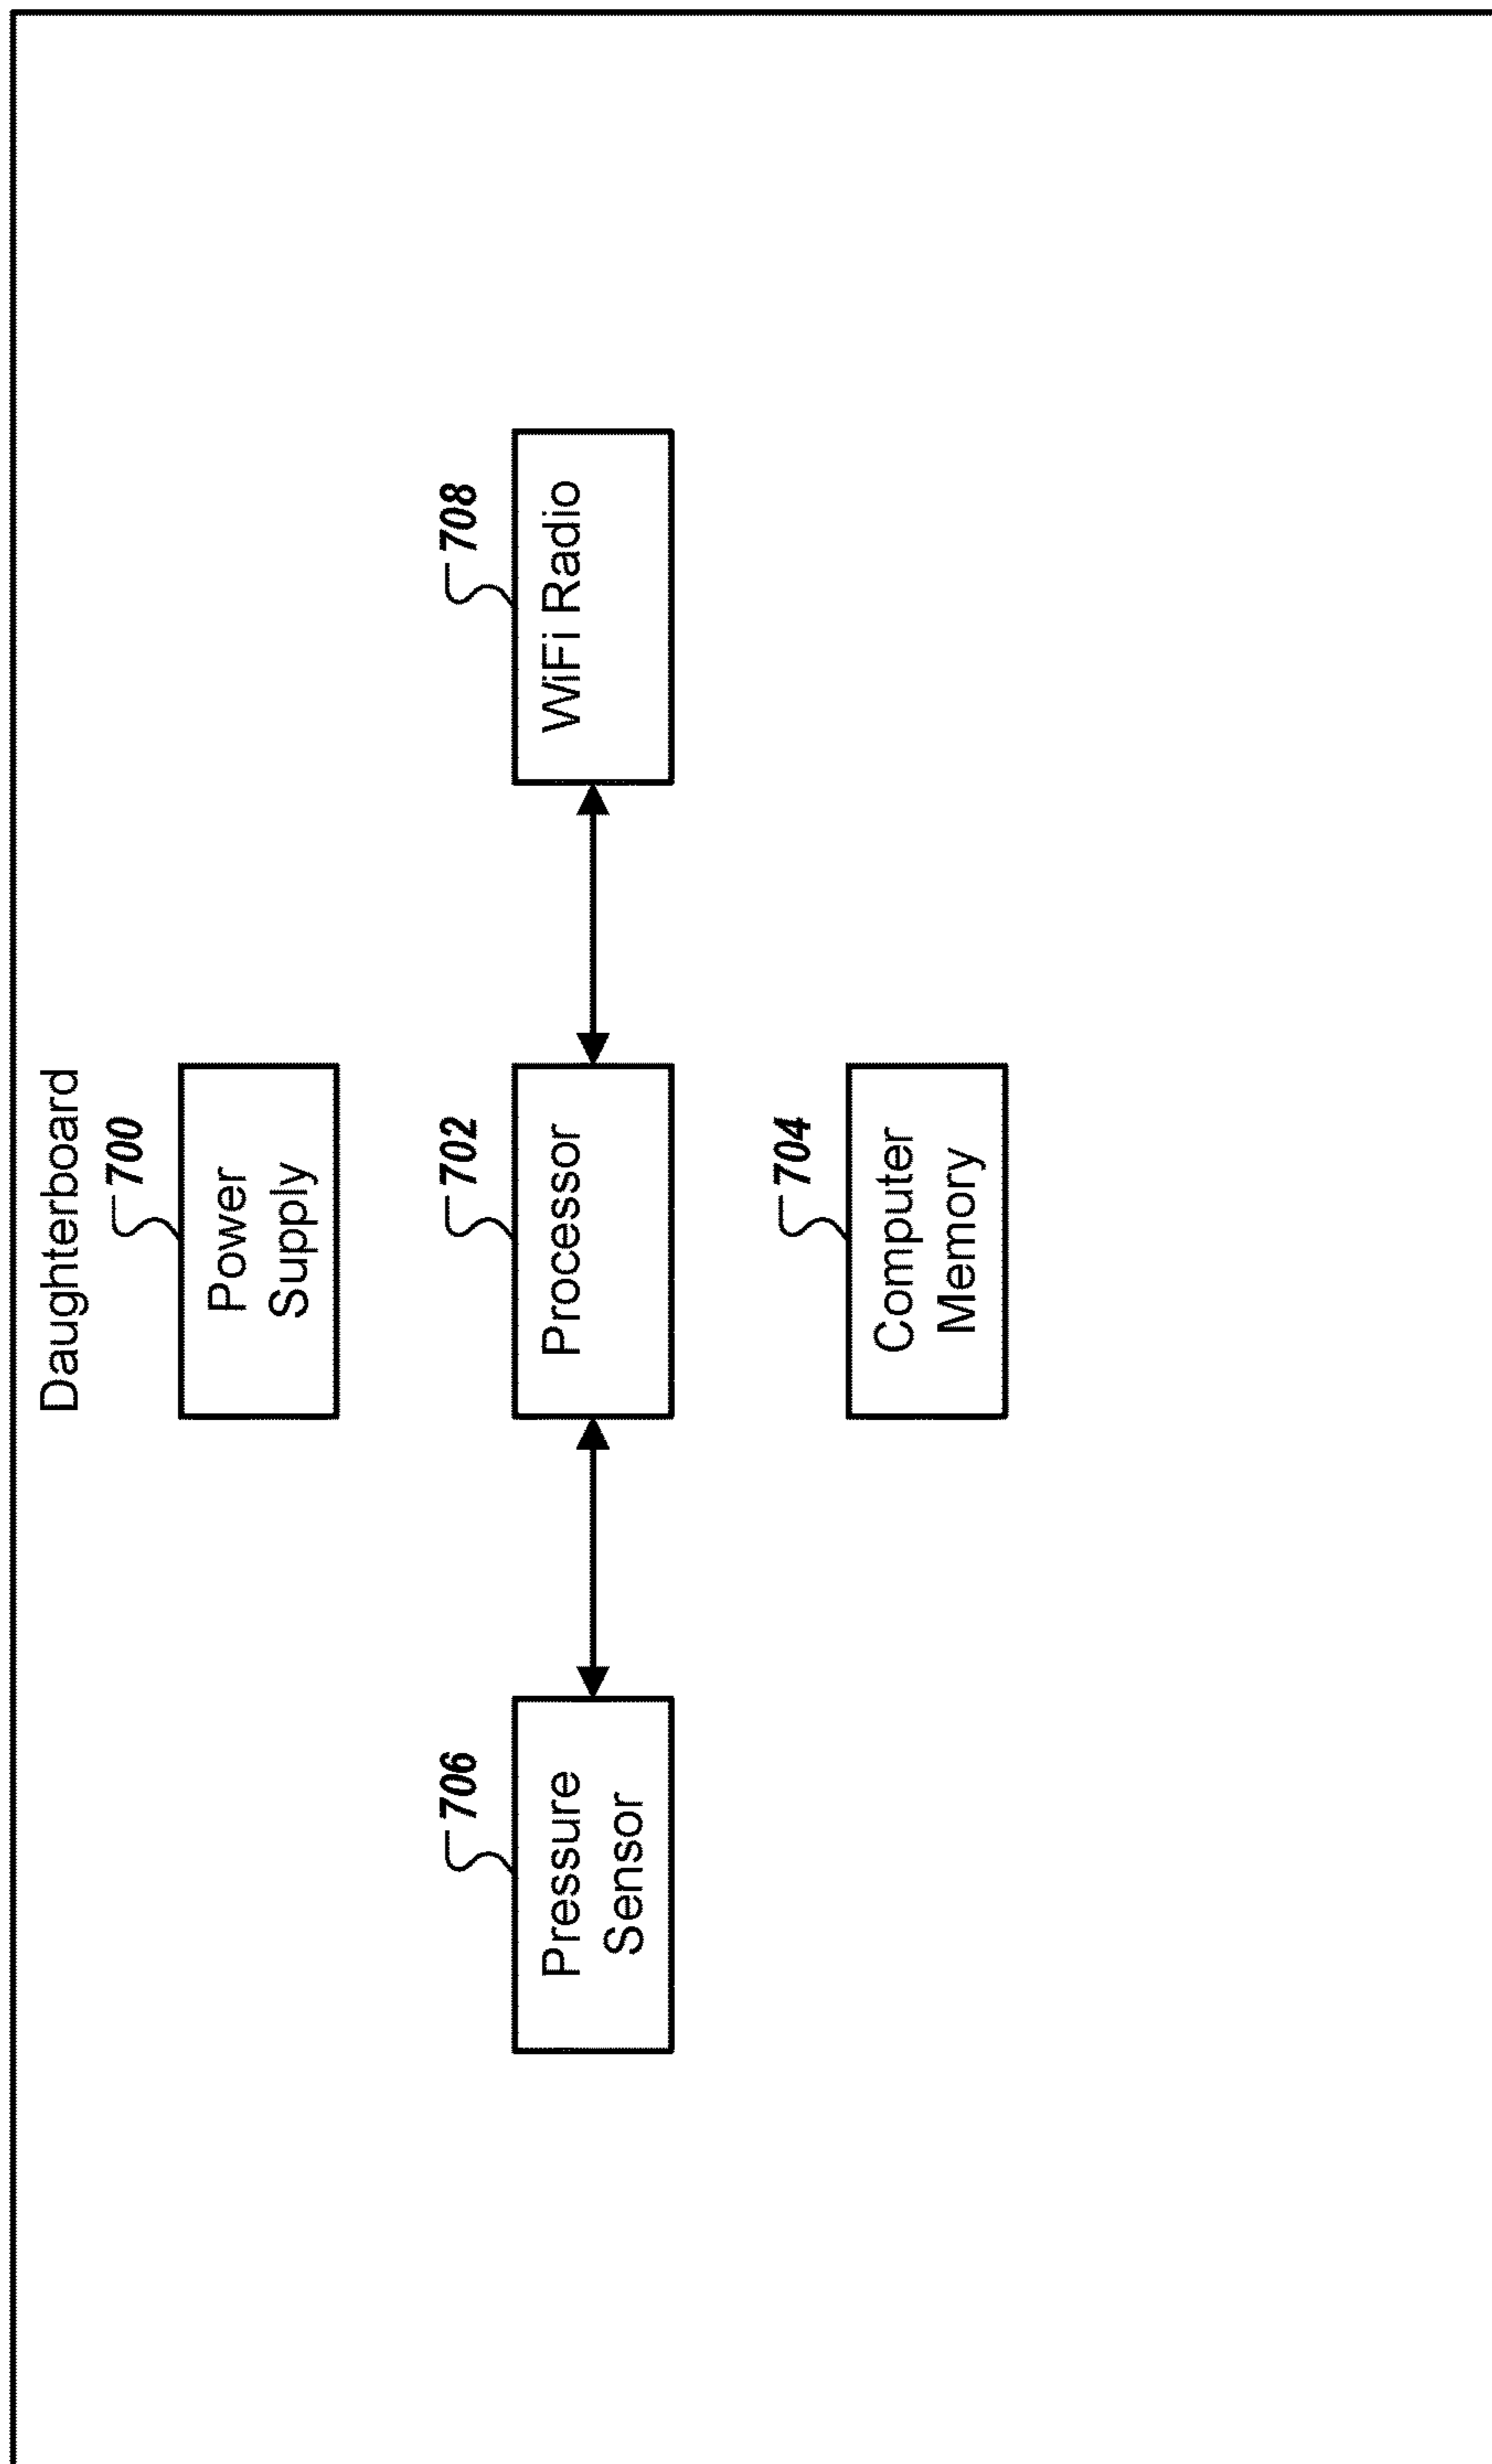 Daughterboard
700
Power
Supply
706
Pressure
Sensor
702
Processor
708
WiFi Radio
704
Computer
Memory